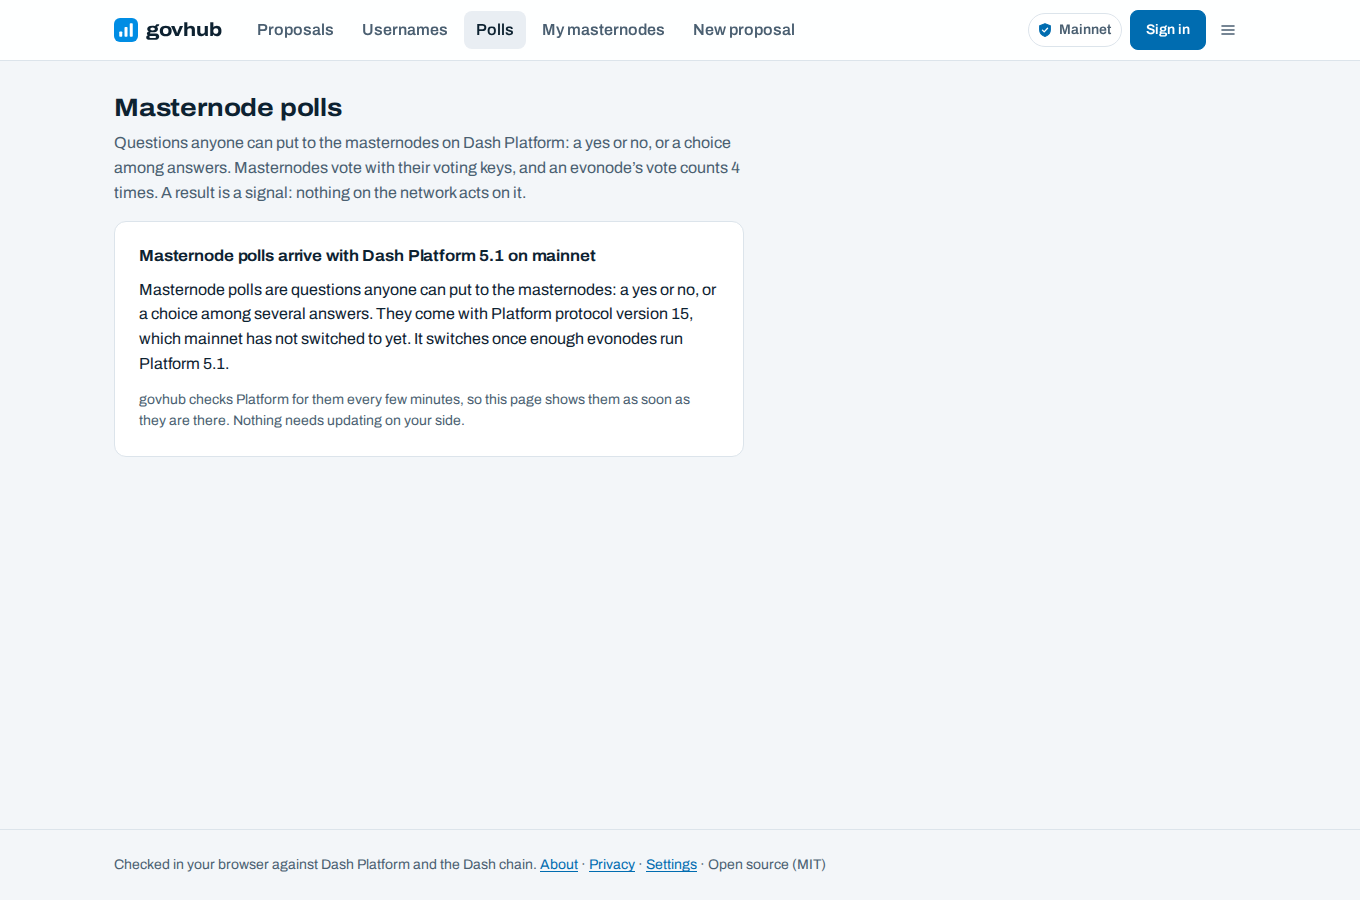 govhub
Proposals
Usernames
Polls
My masternodes
New proposal
Mainnet
Sign in
Masternode polls
Questions anyone can put to the masternodes on Dash Platform: a yes or no, or a choice
among answers. Masternodes vote with their voting keys, and an evonode’s vote counts 4
times. A result is a signal: nothing on the network acts on it.
Masternode polls arrive with Dash Platform 5.1 on mainnet
Masternode polls are questions anyone can put to the masternodes: a yes or no, or
a choice among several answers. They come with Platform protocol version 15,
which mainnet has not switched to yet. It switches once enough evonodes run
Platform 5.1.
govhub checks Platform for them every few minutes, so this page shows them as soon as
they are there. Nothing needs updating on your side.
Checked in your browser against Dash Platform and the Dash chain. About · Privacy · Settings · Open source (MIT)